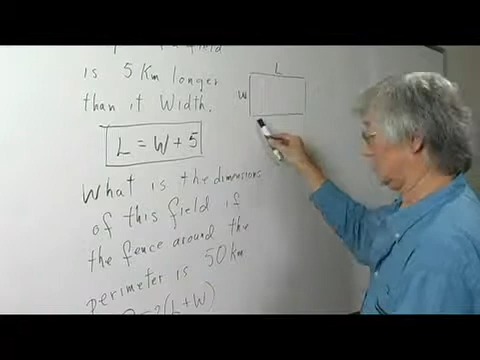 field
is 5 Km longer
than it Width.
L = W + 5
L
W
What is the dimensions
of this field if
the fence around the
perimeter is 50 km
=2(L+W)